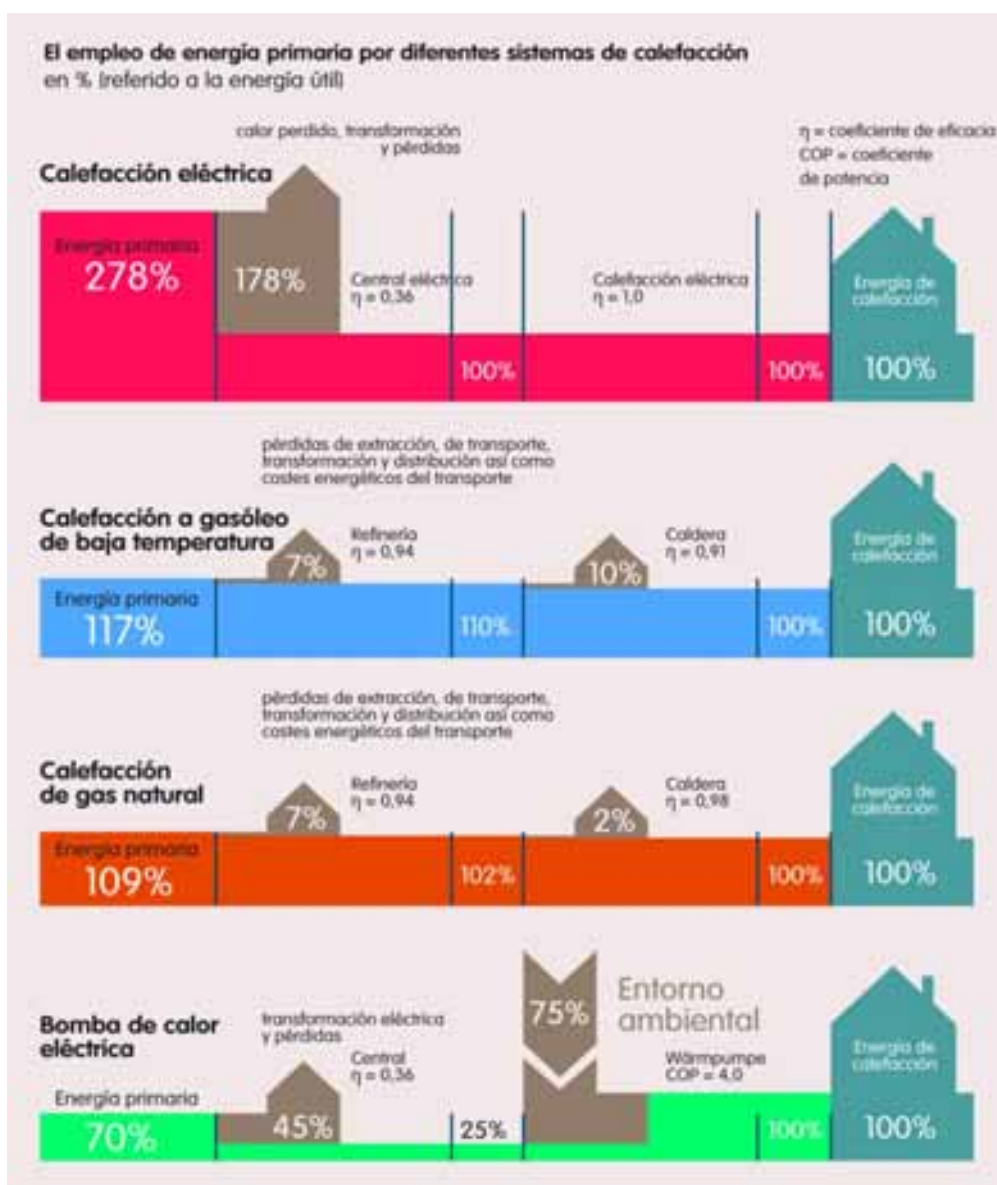 El empleo de energía primaria por diferentes sistemas de calefacción
en % (referido a la energía útil)
calor perdido, transformación
y pérdidas
η = coeficiente de eficacia
COP = coeficiente
de potencia
Calefacción eléctrica
Energía primaria
278%
178%
Central eléctrica
η = 0,36
Calefacción eléctrica
η = 1,0
Energía de
calefacción
100%
100%
100%
pérdidas de extracción, de transporte,
transformación y distribución así como
costes energéticos del transporte
Calefacción a gasóleo
de baja temperatura
Refinería
η = 0,94
Caldera
η = 0,91
Energía de
calefacción
7%
10%
Energía primaria
117%
110%
100%
100%
pérdidas de extracción, de transporte,
transformación y distribución así como
costes energéticos del transporte
Calefacción
de gas natural
Refinería
η = 0,94
Caldera
η = 0,98
Energía de
calefacción
7%
2%
Energía primaria
109%
102%
100%
100%
Bomba de calor
eléctrica
transformación eléctrica
y pérdidas
Central
η = 0,36
75%
Entorno
ambiental
Wärmpumpe
COP = 4,0
Energía de
calefacción
Energía primaria
70%
45%
25%
100%
100%